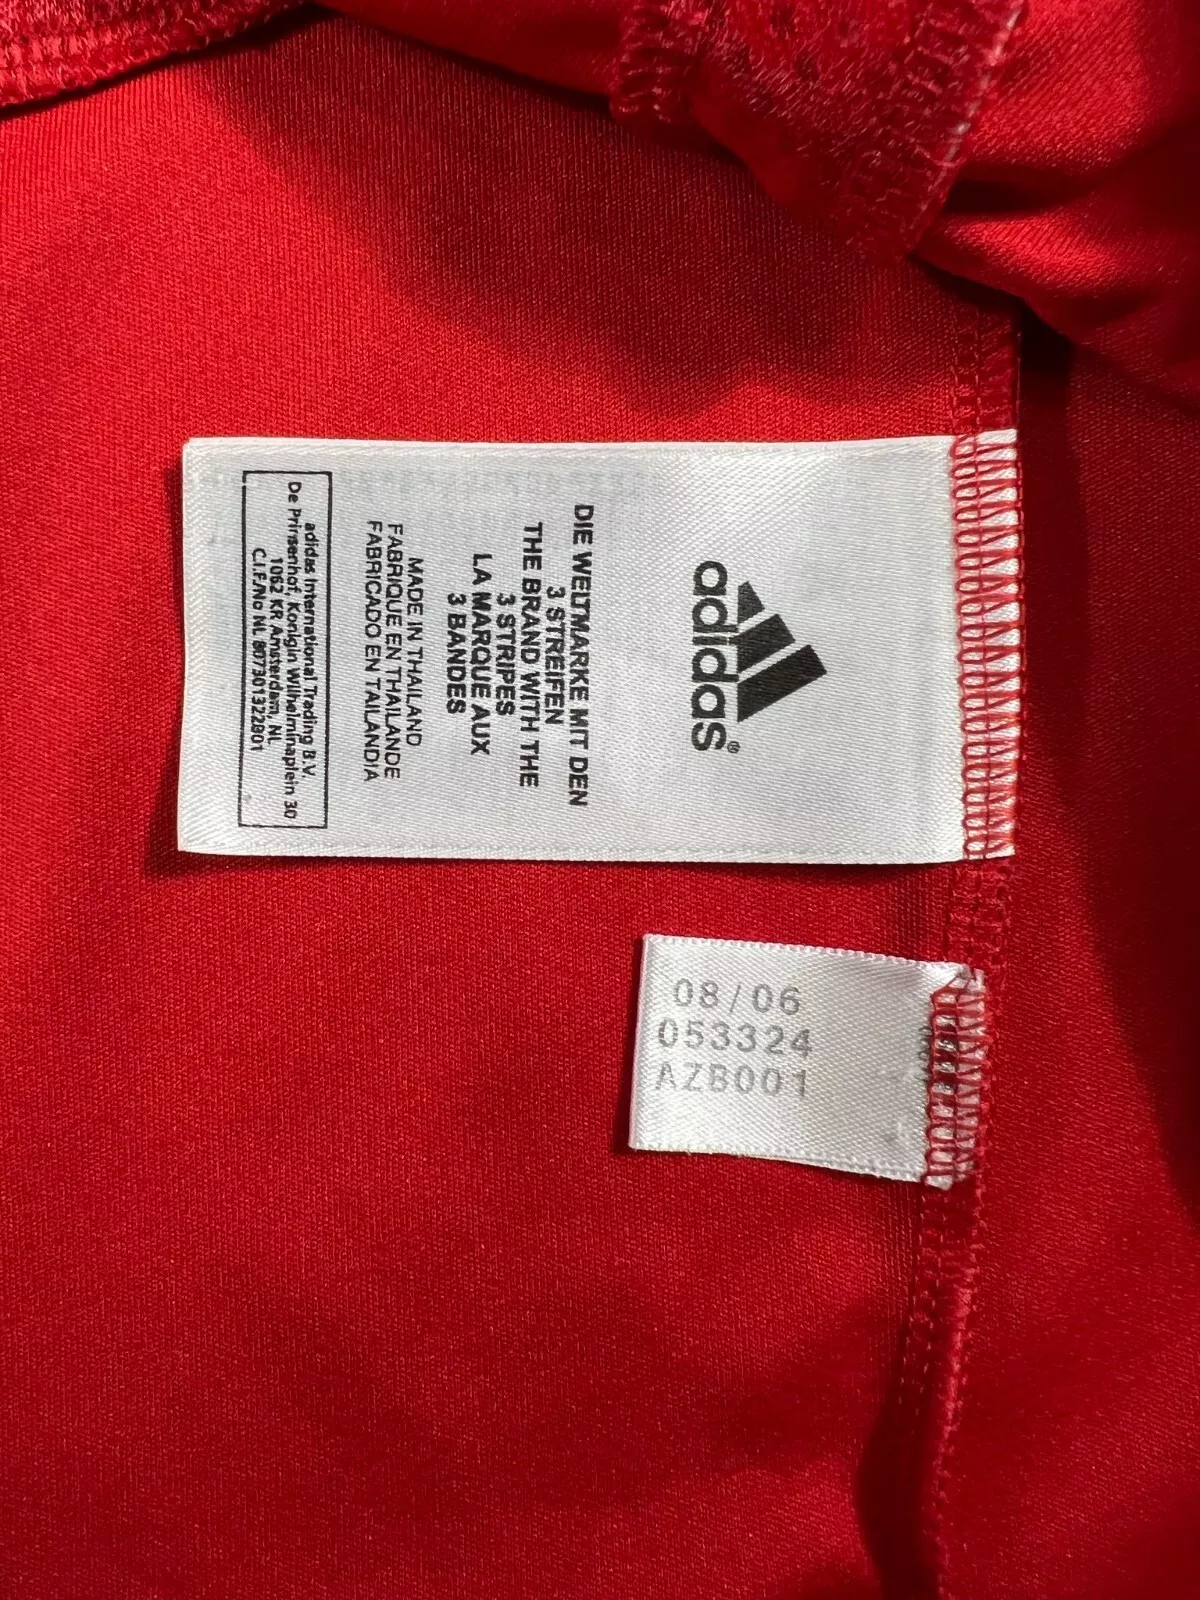 adidas®
DIE WELTMARKE MIT DEN
3 STREIFEN
THE BRAND WITH THE
3 STRIPES
LA MARQUE AUX
3 BANDES
MADE IN THAILAND
FABRIQUE EN THAILANDE
FABRICADO EN TAILANDIA
adidas International Trading B.V.
De Prinsenhof, Konigin Wilhelminaplein 30
1062 KR Amsterdam, NL
C.I.F./No NL 807301322B01
08/06
053324
AZB001